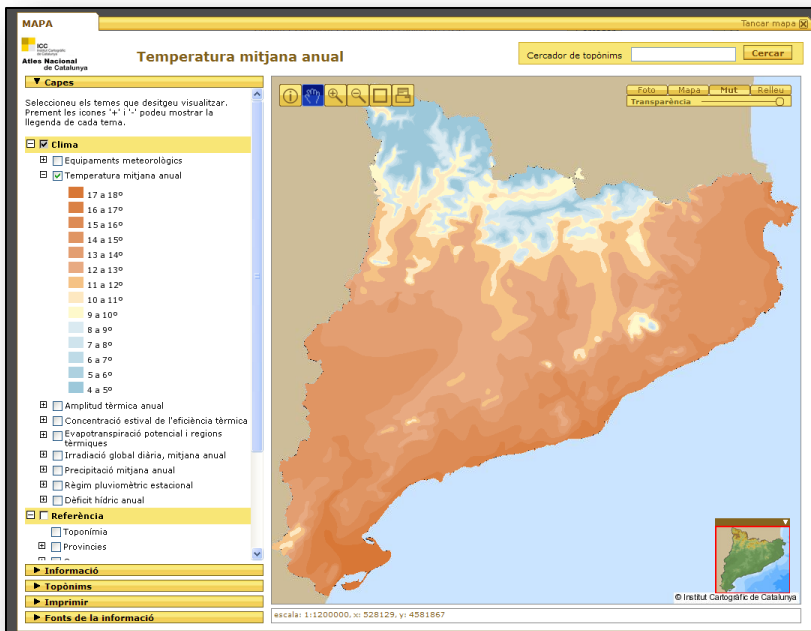 MAPA
Tancar mapa
ICC
Institut Cartogràfic
de Catalunya
Atles Nacional
de Catalunya
Temperatura mitjana anual
Cercador de topònims
Cercar
Capes
Seleccioneu els temes que desitgeu visualitzar.
Prement les icones '+' i '-' podeu mostrar la
llegenda de cada tema.
Clima
Equipaments meteorològics
Temperatura mitjana anual
17 a 18º
16 a 17º
15 a 16º
14 a 15º
13 a 14º
12 a 13º
11 a 12º
10 a 11º
9 a 10º
8 a 9º
7 a 8º
6 a 7º
5 a 6º
4 a 5º
Amplitud tèrmica anual
Concentració estival de l'eficiència tèrmica
Evapotranspiració potencial i regions
tèrmiques
Irradiació global diària, mitjana anual
Precipitació mitjana anual
Règim pluviomètric estacional
Dèficit hídric anual
Referència
Toponímia
Províncies
Informació
Topònims
Imprimir
Fonts de la informació
Foto Mapa Mut Relleu
Transparència
© Institut Cartogràfic de Catalunya
escala: 1:1200000, x: 528129, y: 4581867